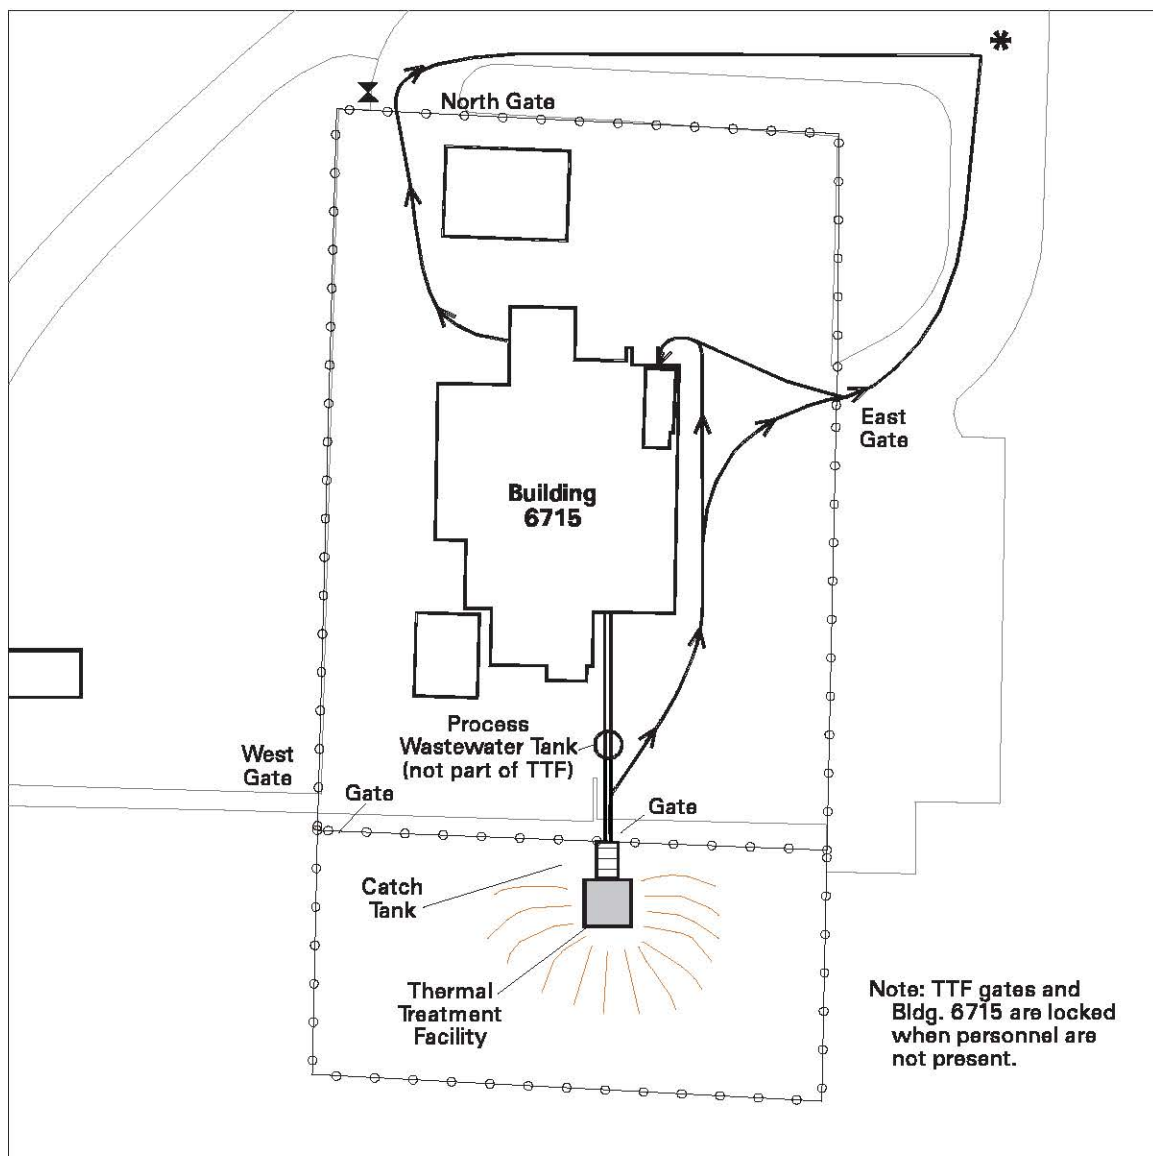 North Gate
East
Gate
Building
6715
Process
Wastewater Tank
(not part of TTF)
West
Gate
Gate
Gate
Catch
Tank
Thermal
Treatment
Facility
Note: TTF gates and
Bldg. 6715 are locked
when personnel are
not present.